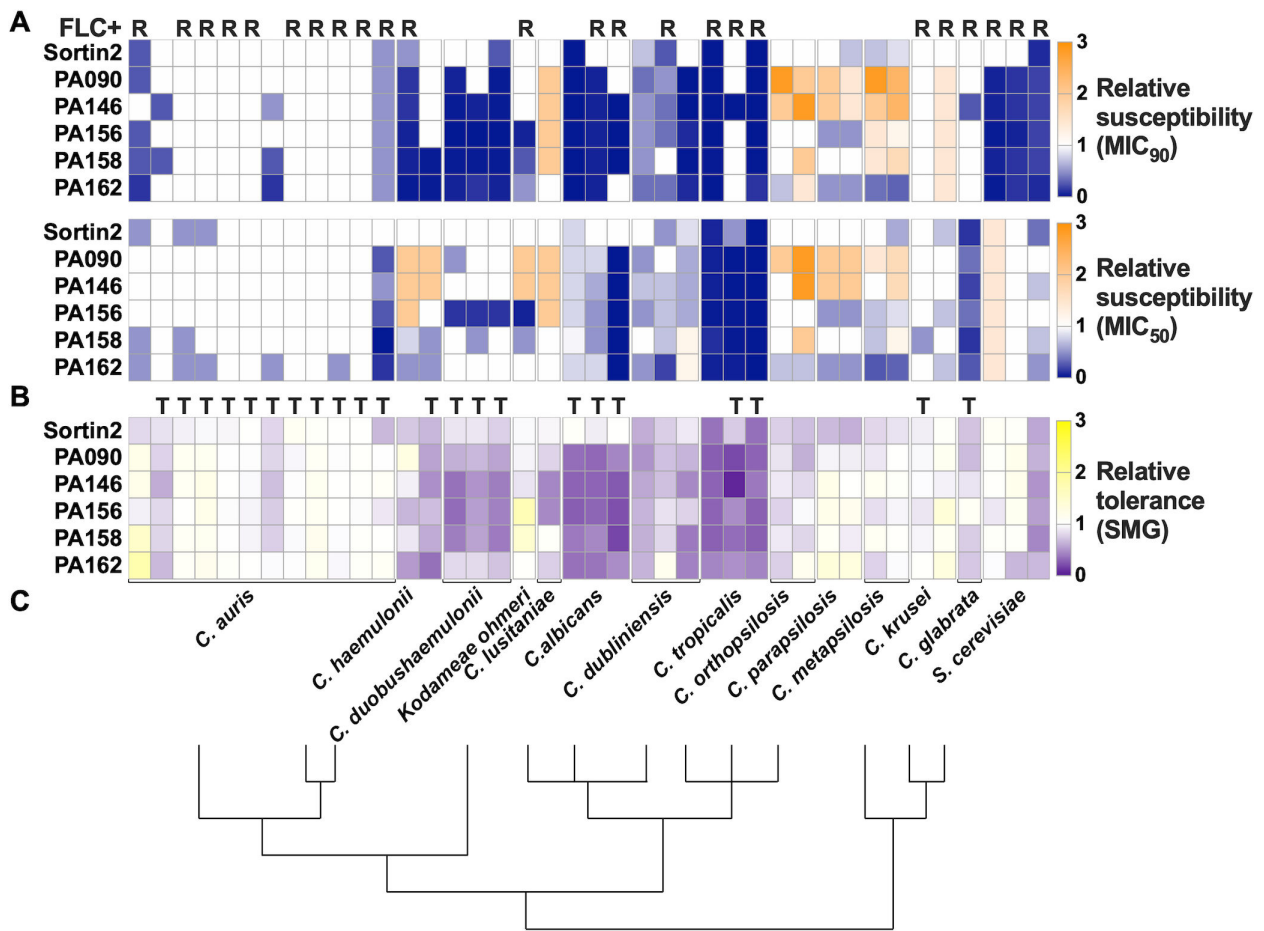 A
FLC+ R R R R R R R R R R R R R R R R R R R R R R R R R
Sortin2
PA090
PA146
PA156
PA158
PA162
3
2
1
0
Relative
susceptibility
(MIC90)
Sortin2
PA090
PA146
PA156
PA158
PA162
3
2
1
0
Relative
susceptibility
(MIC50)
B
T T T T T T T T T T T T T T T T T T T T T T T
Sortin2
PA090
PA146
PA156
PA158
PA162
3
2
1
0
Relative
tolerance
(SMG)
C
C. auris
C. haemulonii
C. duobushaemulonii
Kodameae ohmeri
C. lusitaniae
C.albicans
C. dubliniensis
C. tropicalis
C. orthopsilosis
C. parapsilosis
C. metapsilosis
C. krusei
C. glabrata
S. cerevisiae